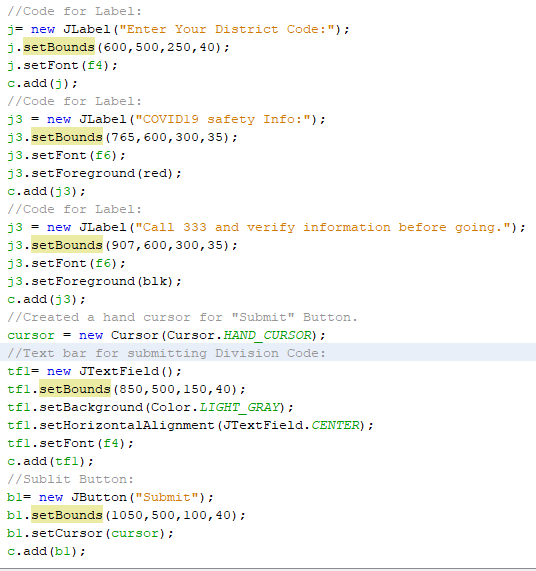 //Code for Label:
j= new JLabel("Enter Your District Code:");
j.setBounds(600,500,250,40);
j.setFont(f4);
c.add(j);
//Code for Label:
j3 = new JLabel("COVID19 safety Info:");
j3.setBounds(765,600,300,35);
j3.setFont(f6);
j3.setForeground(red);
c.add(j3);
//Code for Label:
j3 = new JLabel("Call 333 and verify information before going.");
j3.setBounds(907,600,300,35);
j3.setFont(f6);
j3.setForeground(blk);
c.add(j3);
//Created a hand cursor for "Submit" Button.
cursor = new Cursor(Cursor.HAND_CURSOR);
//Text bar for submitting Division Code:
tf1= new JTextField();
tf1.setBounds(850,500,150,40);
tf1.setBackground(Color.LIGHT_GRAY);
tf1.setHorizontalAlignment(JTextField.CENTER);
tf1.setFont(f4);
c.add(tf1);
//Sublit Button:
b1= new JButton("Submit");
b1.setBounds(1050,500,100,40);
b1.setCursor(cursor);
c.add(b1);